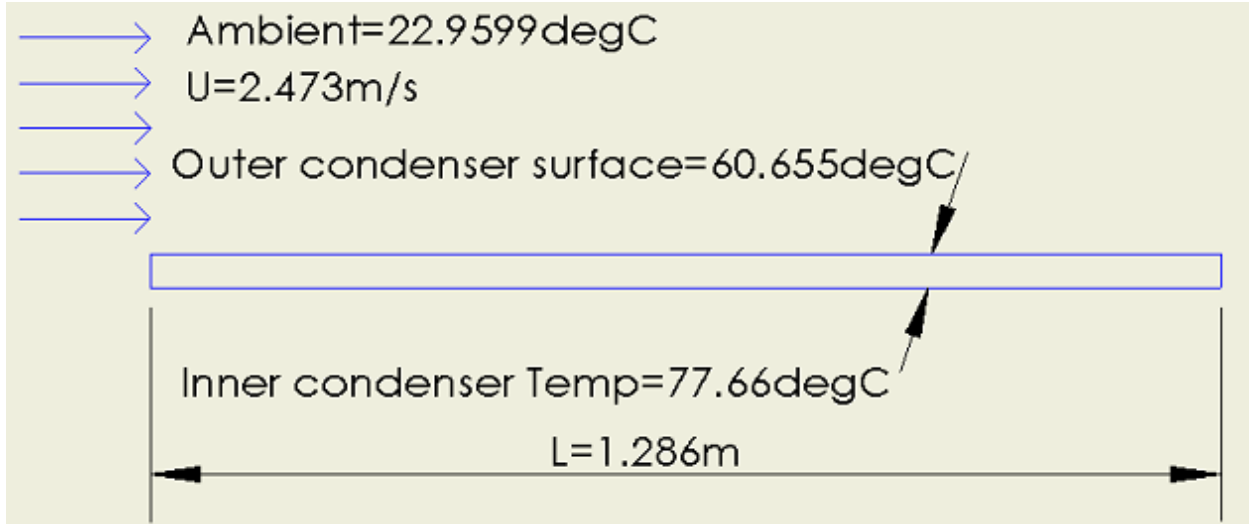 Ambient=22.9599degC
U=2.473m/s
Outer condenser surface=60.655degC
Inner condenser Temp=77.66degC
L=1.286m